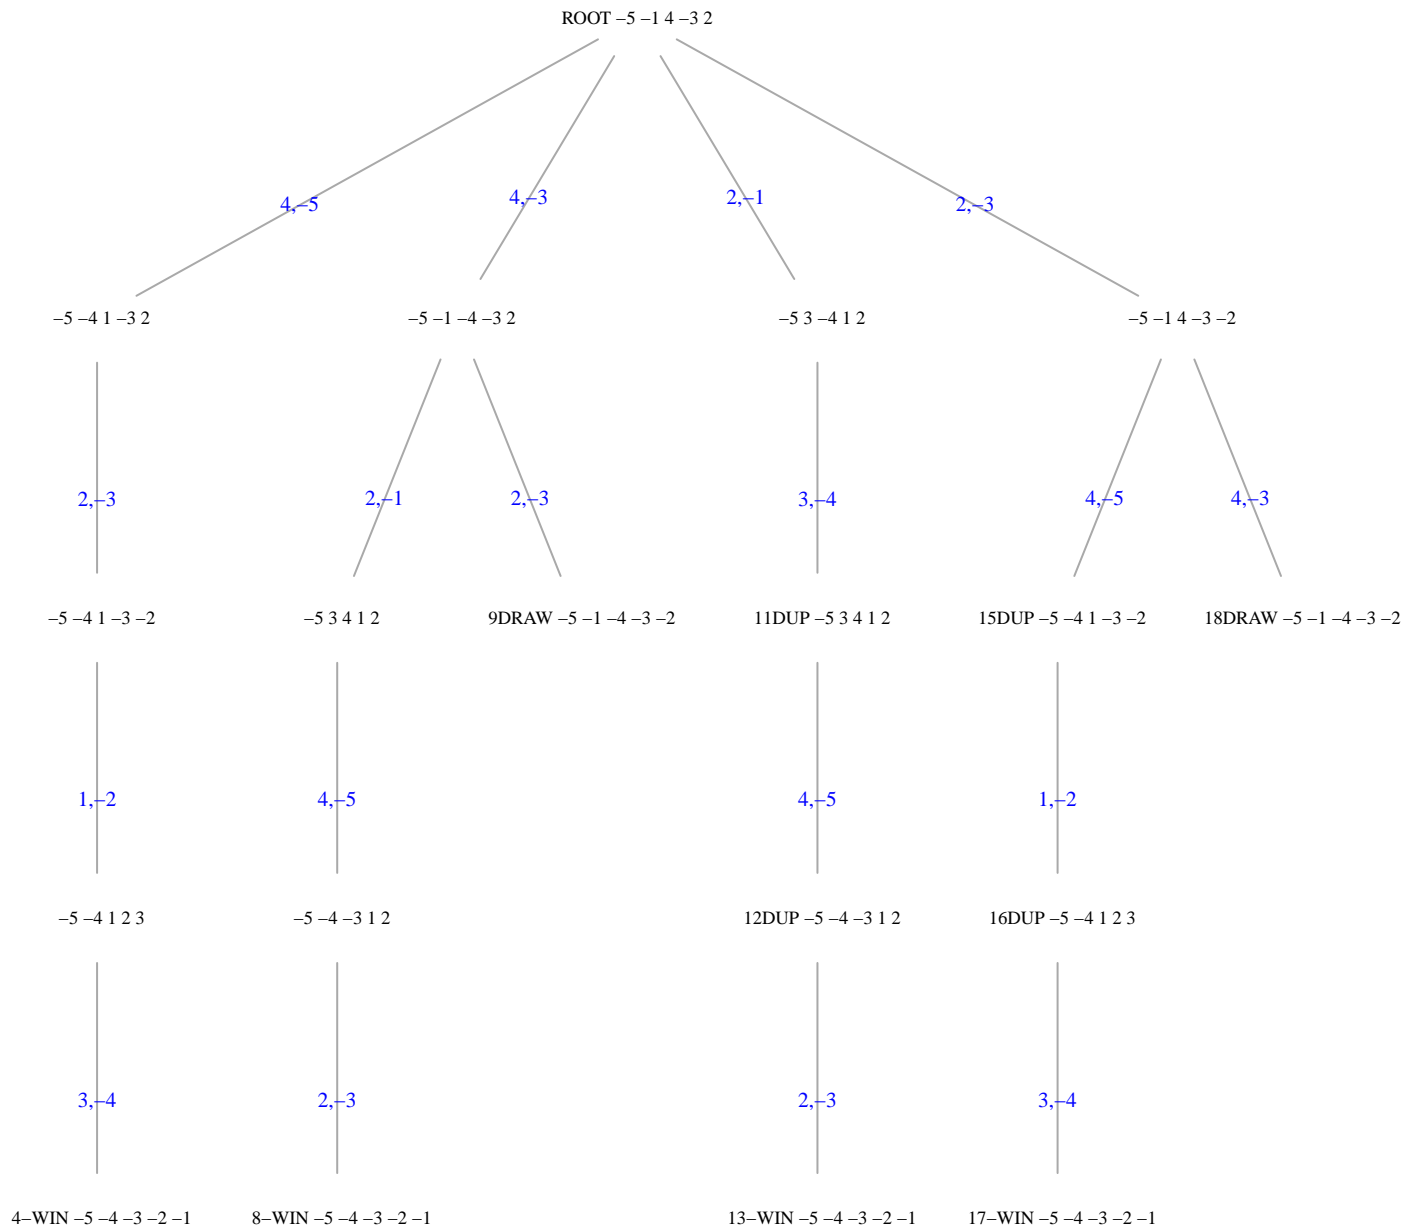 ROOT –5 –1 4 –3 2
4,–5 4,–3 2,–1 2,–3
–5 –4 1 –3 2 –5 –1 –4 –3 2 –5 3 –4 1 2 –5 –1 4 –3 –2
2,–3 2,–1 2,–3 3,–4 4,–5 4,–3
–5 –4 1 –3 –2 –5 3 4 1 2 9DRAW –5 –1 –4 –3 –2 11DUP –5 3 4 1 2 15DUP –5 –4 1 –3 –2 18DRAW –5 –1 –4 –3 –2
1,–2 4,–5 4,–5 1,–2
–5 –4 1 2 3 –5 –4 –3 1 2 12DUP –5 –4 –3 1 2 16DUP –5 –4 1 2 3
3,–4 2,–3 2,–3 3,–4
4–WIN –5 –4 –3 –2 –1 8–WIN –5 –4 –3 –2 –1 13–WIN –5 –4 –3 –2 –1 17–WIN –5 –4 –3 –2 –1